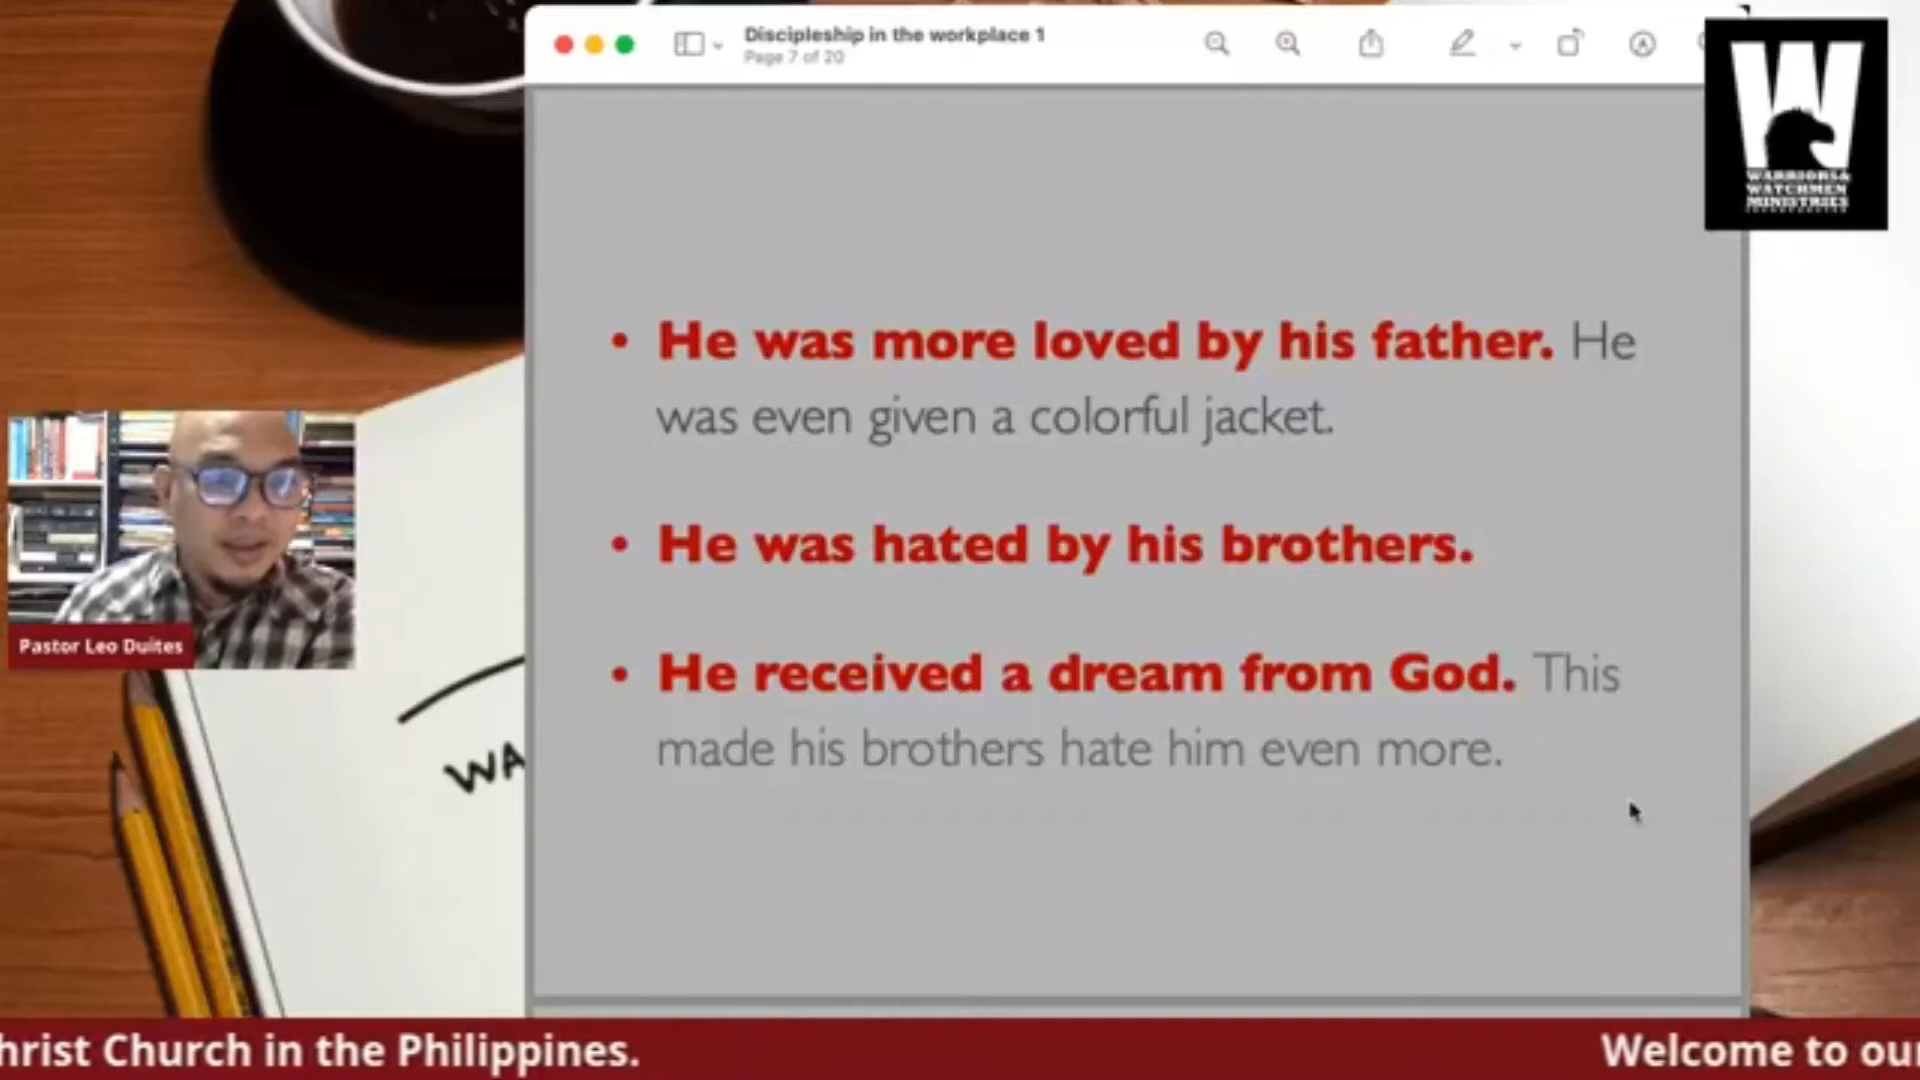 Discipleship in the workplace 1
Page 7 of 20
WARRIORS&
WATCHMEN
MINISTRIES
• He was more loved by his father. He
was even given a colorful jacket.
• He was hated by his brothers.
• He received a dream from God. This
made his brothers hate him even more.
Pastor Leo Duites
WA
hrist Church in the Philippines.
Welcome to our